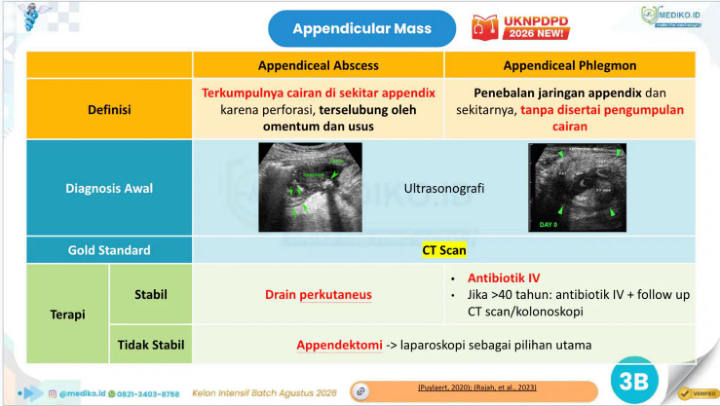 Appendicular Mass
UKNPDPD
2026 NEW!
MEDIKO.ID
Appendiceal Abscess
Appendiceal Phlegmon
Definisi
Terkumpulnya cairan di sekitar appendix
karena perforasi, terselubung oleh
omentum dan usus
Penebalan jaringan appendix dan
sekitarnya, tanpa disertai pengumpulan
cairan
Diagnosis Awal
Ultrasonografi
DAY 0
Gold Standard
CT Scan
Terapi
Stabil
Drain perkutaneus
• Antibiotik IV
• Jika >40 tahun: antibiotik IV + follow up
CT scan/kolonoskopi
Tidak Stabil
Appendektomi -> laparoskopi sebagai pilihan utama
@mediko.id 0821-3403-8758
Kelon Intensif Batch Agustus 2026
(Puylaert, 2020); (Rajah, et al., 2023)
3B
VERIFIED